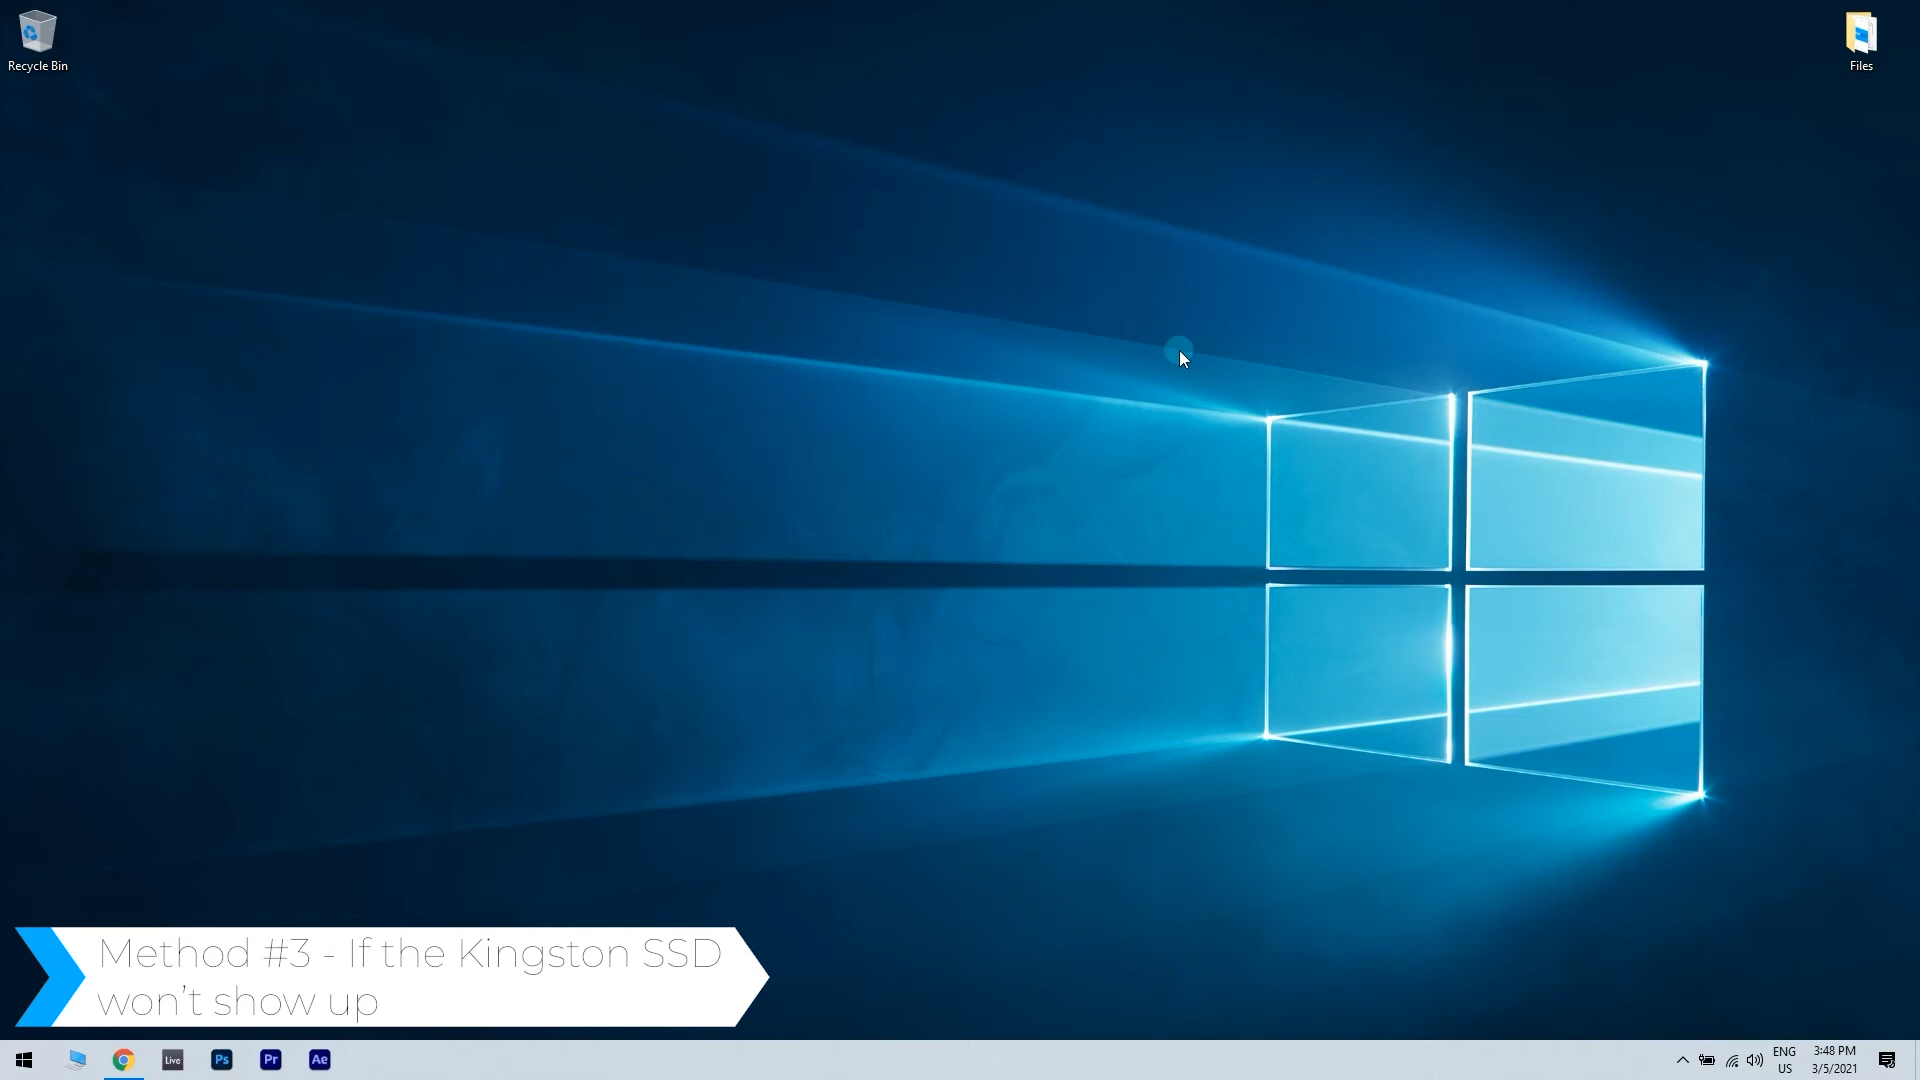 Recycle Bin
Files
Method #3 - If the Kingston SSD
won't show up
Live
Ps
Pr
Ae
ENG
US
3:48 PM
3/5/2021